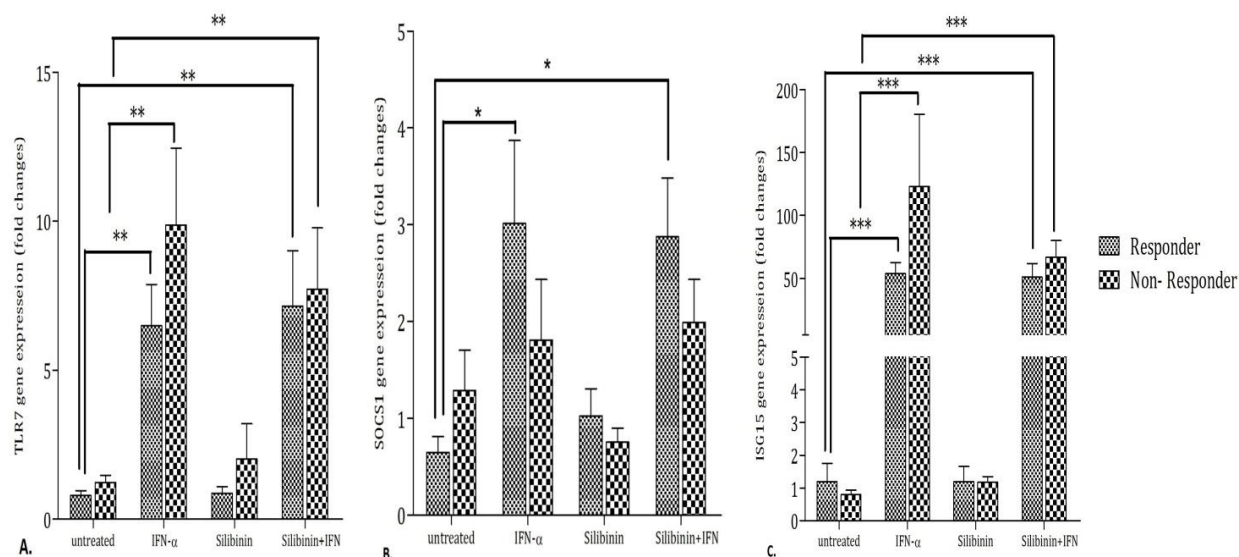 **
**
**
**
15
10
5
0
TLR7 gene expresseion (fold changes)
untreated
IFN-α
Silibinin
Silibinin+IFN
A.
*
*
5
4
3
2
1
0
SOCS1 gene expresseion (fold changes)
untreated
IFN-α
Silibinin
Silibinin+IFN
B.
***
***
***
***
200
150
100
50
5
4
3
2
1
0
ISG15 gene expresseion (fold changes)
untreated
IFN-α
Silibinin
Silibinin+IFN
C.
Responder
Non- Responder